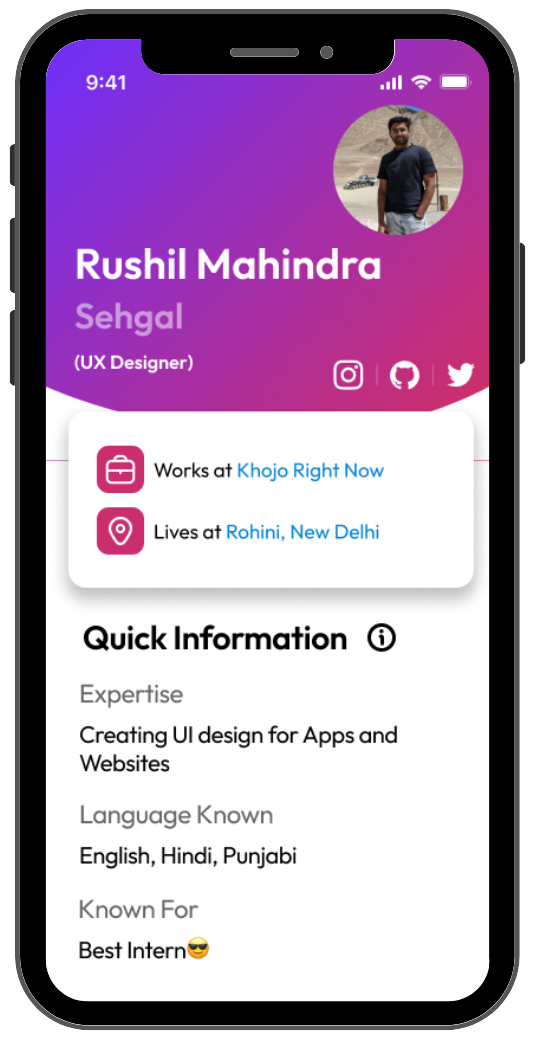 9:41
Rushil Mahindra
Sehgal
(UX Designer)
Works at Khojo Right Now
Lives at Rohini, New Delhi
Quick Information
Expertise
Creating UI design for Apps and
Websites
Language Known
English, Hindi, Punjabi
Known For
Best Intern😎